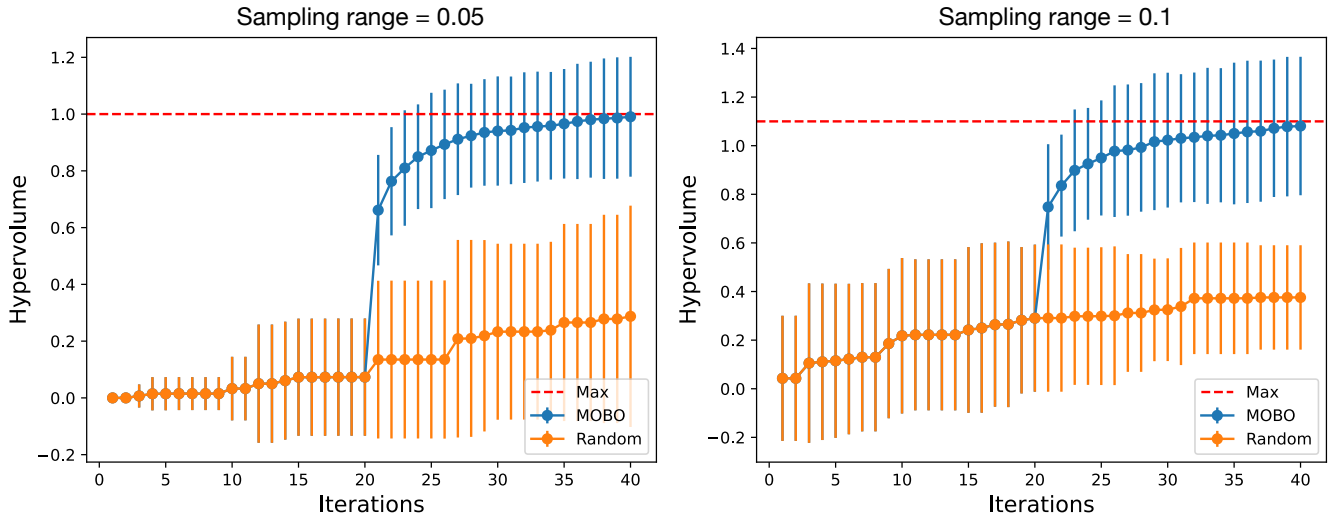 Sampling range = 0.05
Hypervolume
1.2
1.0
0.8
0.6
0.4
0.2
0.0
−0.2
0 5 10 15 20 25 30 35 40
Iterations
Max
MOBO
Random
Sampling range = 0.1
Hypervolume
1.4
1.2
1.0
0.8
0.6
0.4
0.2
0.0
−0.2
0 5 10 15 20 25 30 35 40
Iterations
Max
MOBO
Random